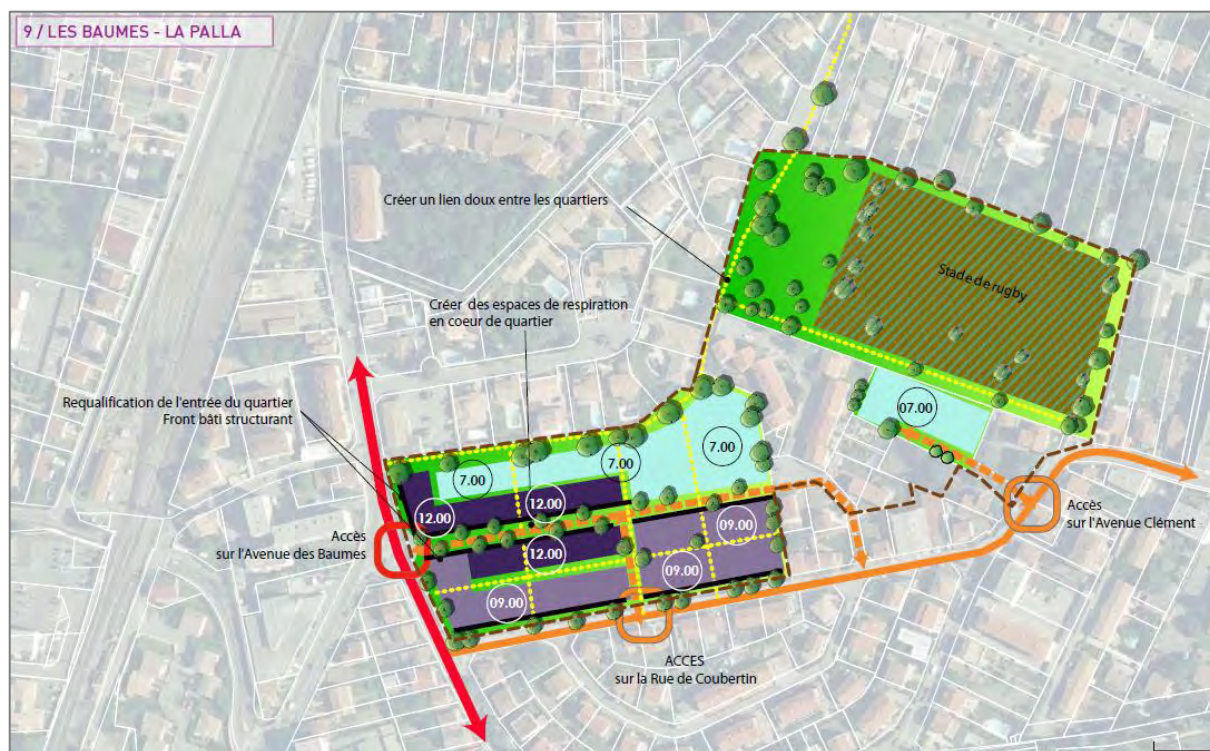 9 / LES BAUMES - LA PALLA
Créer un lien doux entre les quartiers
Stade de rugby
Créer des espaces de respiration
en coeur de quartier
Requalification de l'entrée du quartier
Front bâti structurant
07.00
7.00
7.00
7.00
12.00
12.00
12.00
09.00
09.00
09.00
Accès
sur l'Avenue des Baumes
Accès
sur l'Avenue Clément
ACCES
sur la Rue de Coubertin